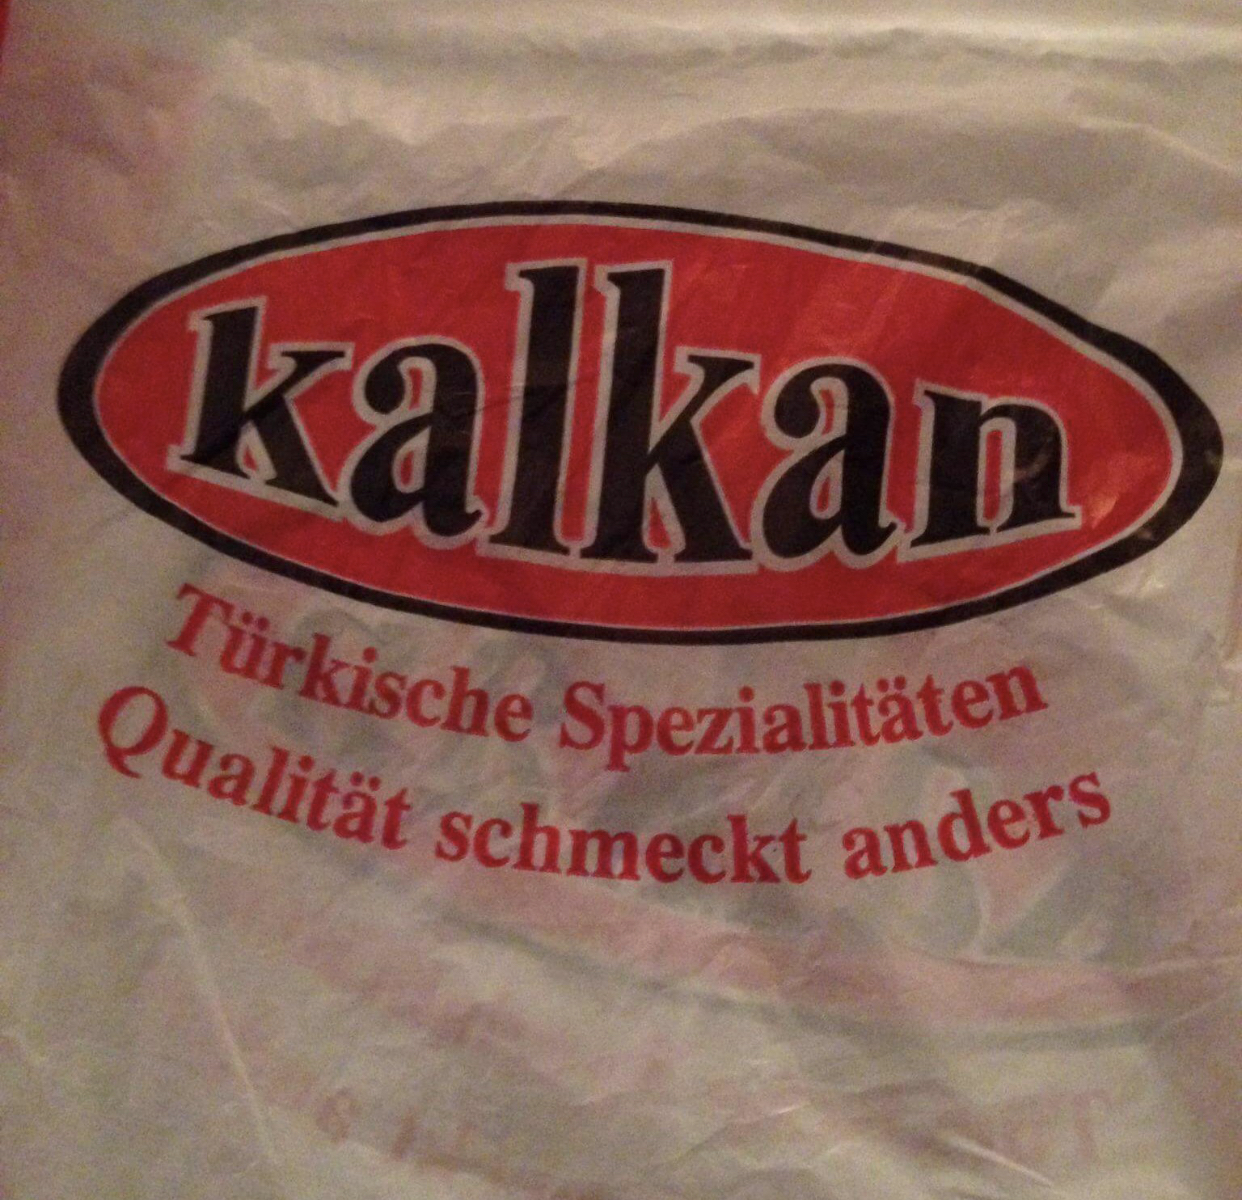 kalkan
Türkische Spezialitäten
Qualität schmeckt anders